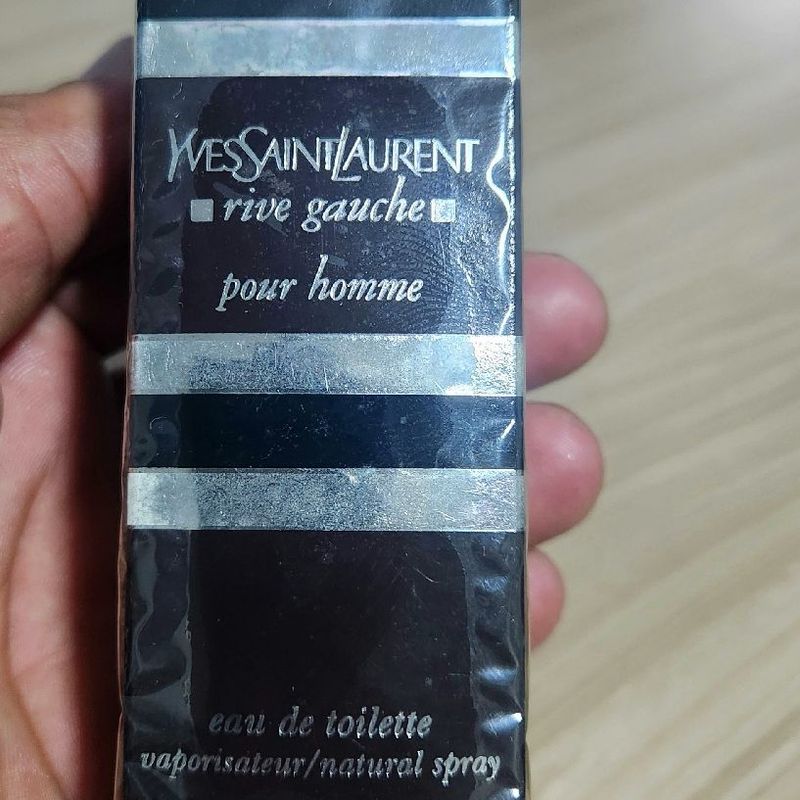 YVESSAINTLAURENT
rive gauche
pour homme
eau de toilette
vaporisateur/natural spray